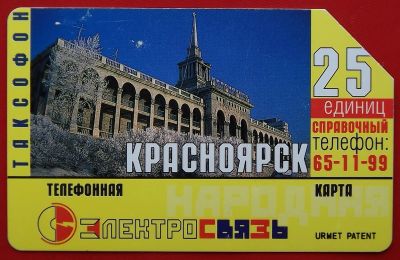 ТАКСОФОН
25
единиц
СПРАВОЧНЫЙ
телефон:
65-11-99
КРАСНОЯРСК
ТЕЛЕФОННАЯ КАРТА
НАРОДНАЯ
ЭЛЕКТРОСВЯЗЬ
URMET PATENT